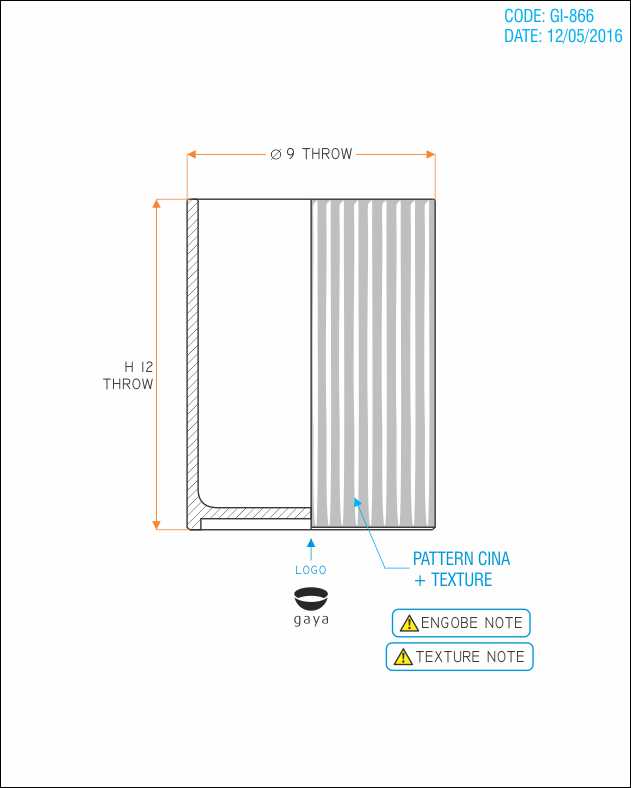 CODE: GI-866
DATE: 12/05/2016
⌀ 9 THROW
H 12
THROW
PATTERN CINA
+ TEXTURE
LOGO
gaya
ENGOBE NOTE
TEXTURE NOTE